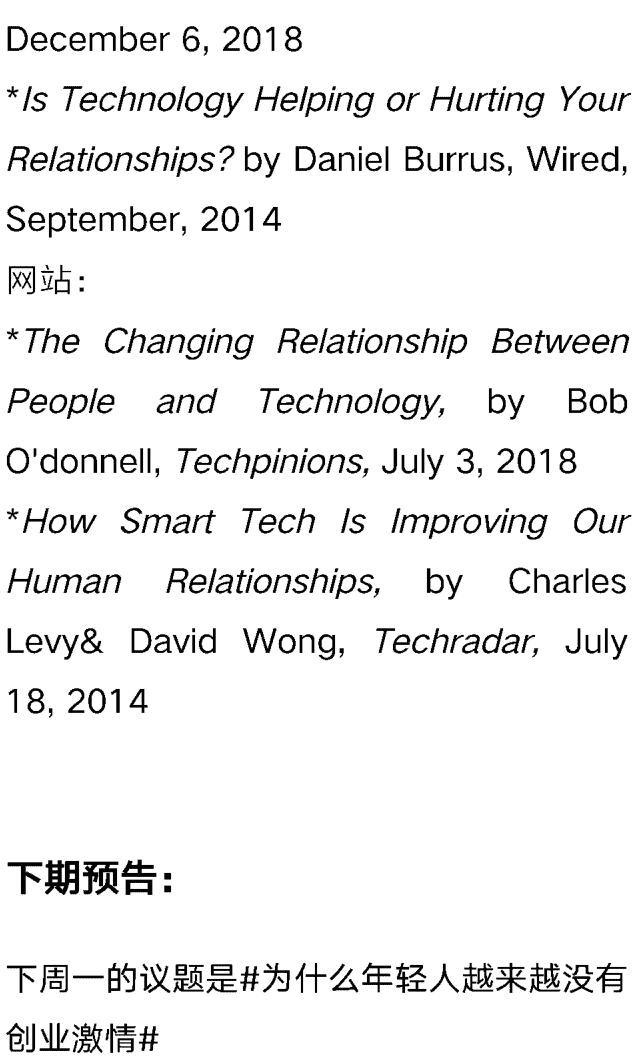 December 6, 2018
*Is Technology Helping or Hurting Your
Relationships? by Daniel Burrus, Wired,
September, 2014
网站：
*The Changing Relationship Between
People and Technology, by Bob
O'donnell, Techpinions, July 3, 2018
*How Smart Tech Is Improving Our
Human Relationships, by Charles
Levy& David Wong, Techradar, July
18, 2014
下期预告：
下周一的议题是#为什么年轻人越来越没有
创业激情#